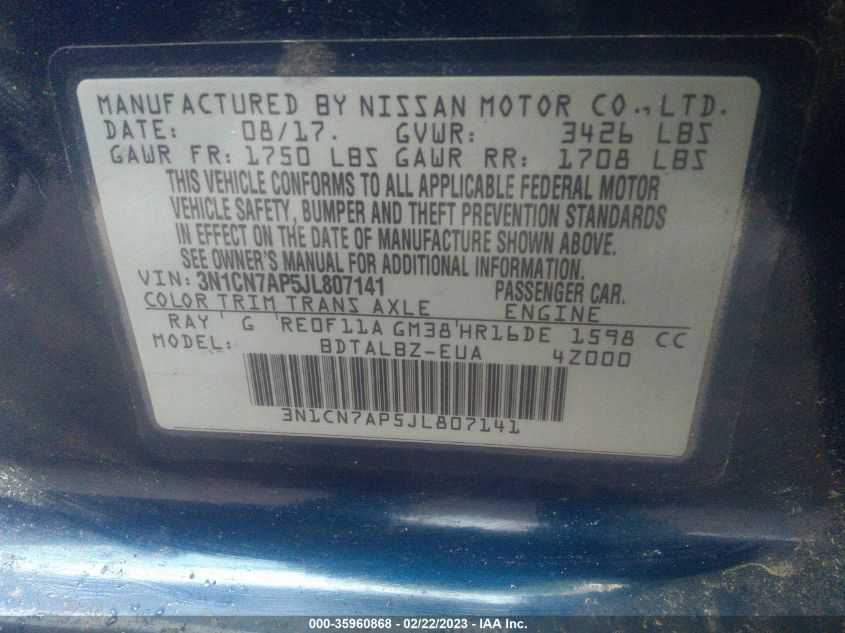 MANUFACTURED BY NISSAN MOTOR CO., LTD.
DATE: 08/17. GVWR: 3426 LBS
GAWR FR: 1750 LBS GAWR RR: 1708 LBS
THIS VEHICLE CONFORMS TO ALL APPLICABLE FEDERAL MOTOR
VEHICLE SAFETY, BUMPER AND THEFT PREVENTION STANDARDS
IN EFFECT ON THE DATE OF MANUFACTURE SHOWN ABOVE.
SEE OWNER'S MANUAL FOR ADDITIONAL INFORMATION.
VIN: 3N1CN7AP5JL807141 PASSENGER CAR.
COLOR TRIM TRANS AXLE ENGINE
RAY ' G 'RE0F11A GM38'HR16DE 1598 CC
MODEL: BDTALBZ-EUA 4Z000
3N1CN7AP5JL807141
000-35960868 - 02/22/2023 - IAA Inc.